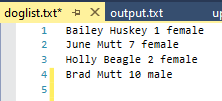 doglist.txt* output.txt
1 Bailey Huskey 1 female
2 June Mutt 7 female
3 Holly Beagle 2 female
4 Brad Mutt 10 male
5